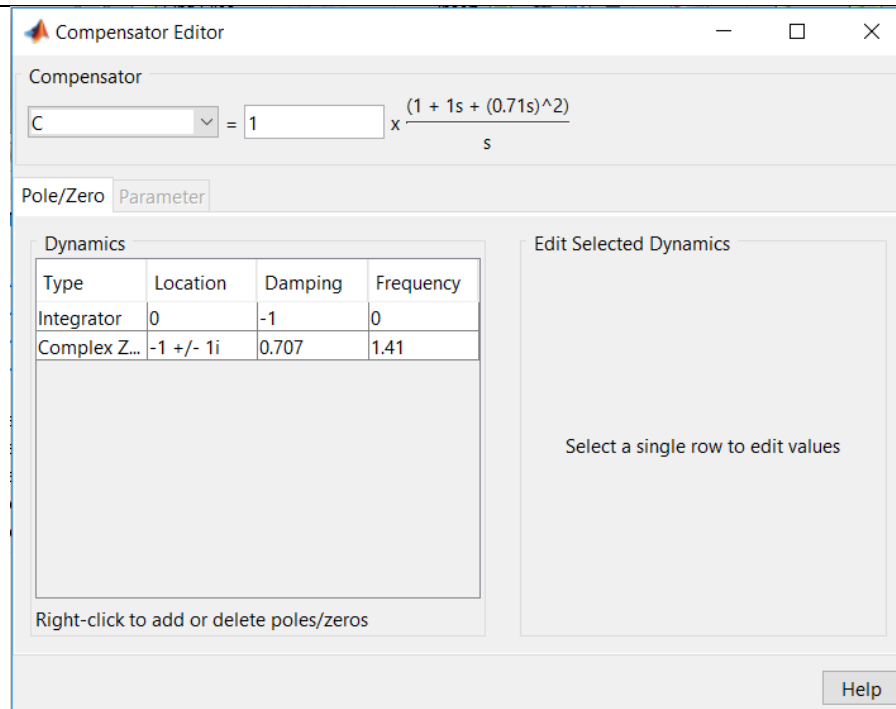 Compensator Editor
Compensator
C = 1 x (1 + 1s + (0.71s)^2)
s
Pole/Zero Parameter
Dynamics
Edit Selected Dynamics
Type Location Damping Frequency
Integrator 0 -1 0
Complex Z... -1 +/- 1i 0.707 1.41
Select a single row to edit values
Right-click to add or delete poles/zeros
Help